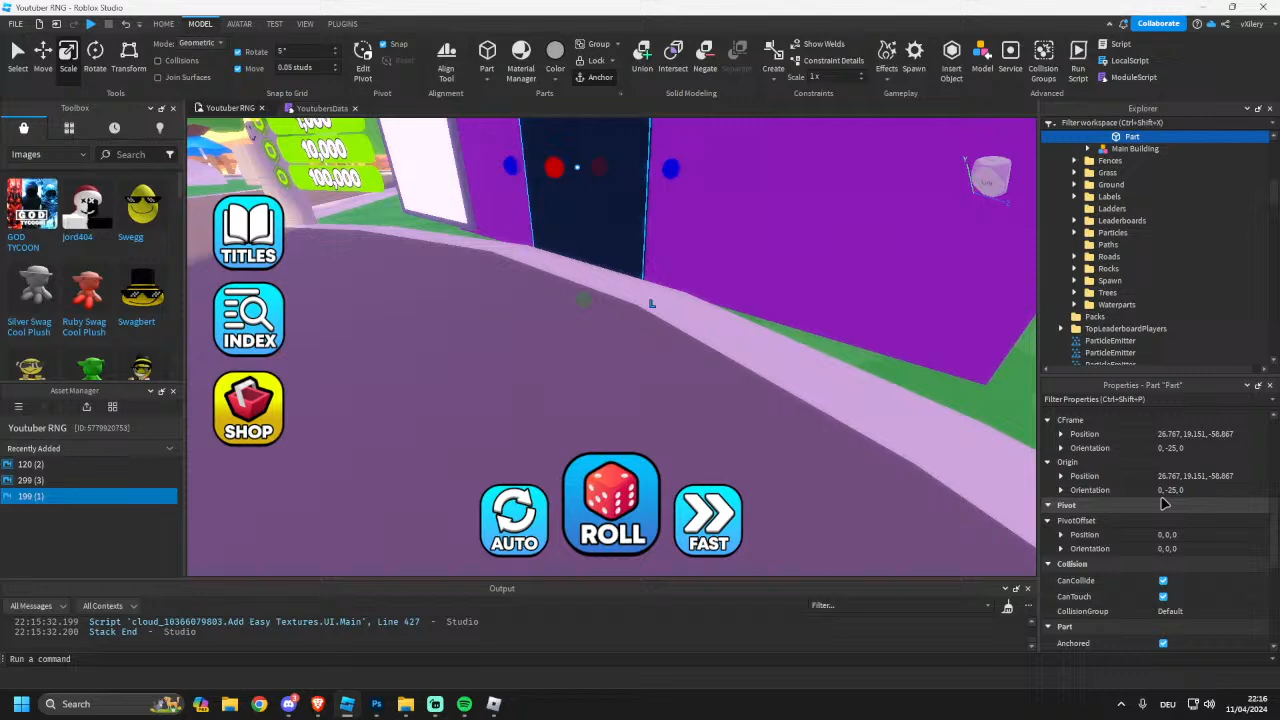 Youtuber RNG - Roblox Studio
FILE
HOME
MODEL
AVATAR
TEST
VIEW
PLUGINS
Collaborate
vXilery
Select
Move
Scale
Rotate
Transform
Mode: Geometric
Collisions
Join Surfaces
Tools
Rotate 5 °
Move 0.05 studs
Snap to Grid
Edit Pivot
Snap
Reset
Pivot
Align Tool
Alignment
Part
Material Manager
Color
Group
Lock
Anchor
Parts
Union
Intersect
Negate
Separate
Solid Modeling
Create
Show Welds
Constraint Details
Scale 1 x
Constraints
Effects
Spawn
Gameplay
Insert Object
Model
Service
Collision Groups
Run Script
Script
LocalScript
ModuleScript
Advanced
Toolbox
Images
Search
GOD TYCOON
jord404
Swegg
Silver Swag Cool Plush
Ruby Swag Cool Plush
Swagbert
Asset Manager
Youtuber RNG [ID: 5779920753]
Recently Added
120 (2)
299 (3)
199 (1)
Youtuber RNG
YoutubersData
10,000
100,000
TITLES
INDEX
SHOP
AUTO
ROLL
FAST
L
Output
All Messages
All Contexts
Filter...
22:15:32.199 Script 'cloud_10366079803.Add Easy Textures.UI.Main', Line 427 - Studio
22:15:32.200 Stack End - Studio
Run a command
Explorer
Filter workspace (Ctrl+Shift+X)
Part
Main Building
Fences
Grass
Ground
Labels
Ladders
Leaderboards
Particles
Paths
Roads
Rocks
Spawn
Trees
Waterparts
Packs
TopLeaderboardPlayers
ParticleEmitter
ParticleEmitter
Properties - Part "Part"
Filter Properties (Ctrl+Shift+P)
CFrame
Position 26.767, 19.151, -58.867
Orientation 0, -25, 0
Origin
Position 26.767, 19.151, -58.867
Orientation 0, -25, 0
Pivot
PivotOffset
Position 0, 0, 0
Orientation 0, 0, 0
Collision
CanCollide
CanTouch
CollisionGroup Default
Part
Anchored
Search
DEU
22:16
11/04/2024